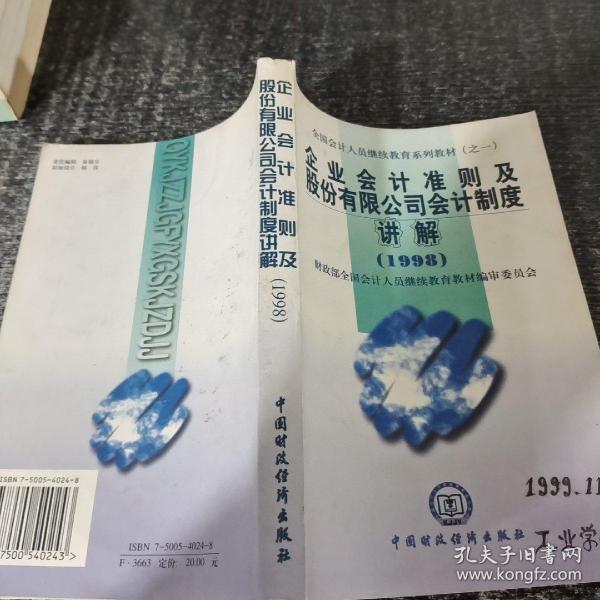 全国会计人员继续教育系列教材（之一）
企业会计准则及
股份有限公司会计制度
讲解
(1998)
财政部全国会计人员继续教育教材编审委员会
中国财政经济出版社
1999.11
工业学
企业会计准则及
股份有限公司会计制度讲解
(1998)
中国财政经济出版社
QYKJZZJGFYXGSKJZDJJ
ISBN 7-5005-4024-8
7500540243>
ISBN 7-5005-4024-8
F·3663 定价: 20.00 元
孔夫子旧书网
www.kongfz.com